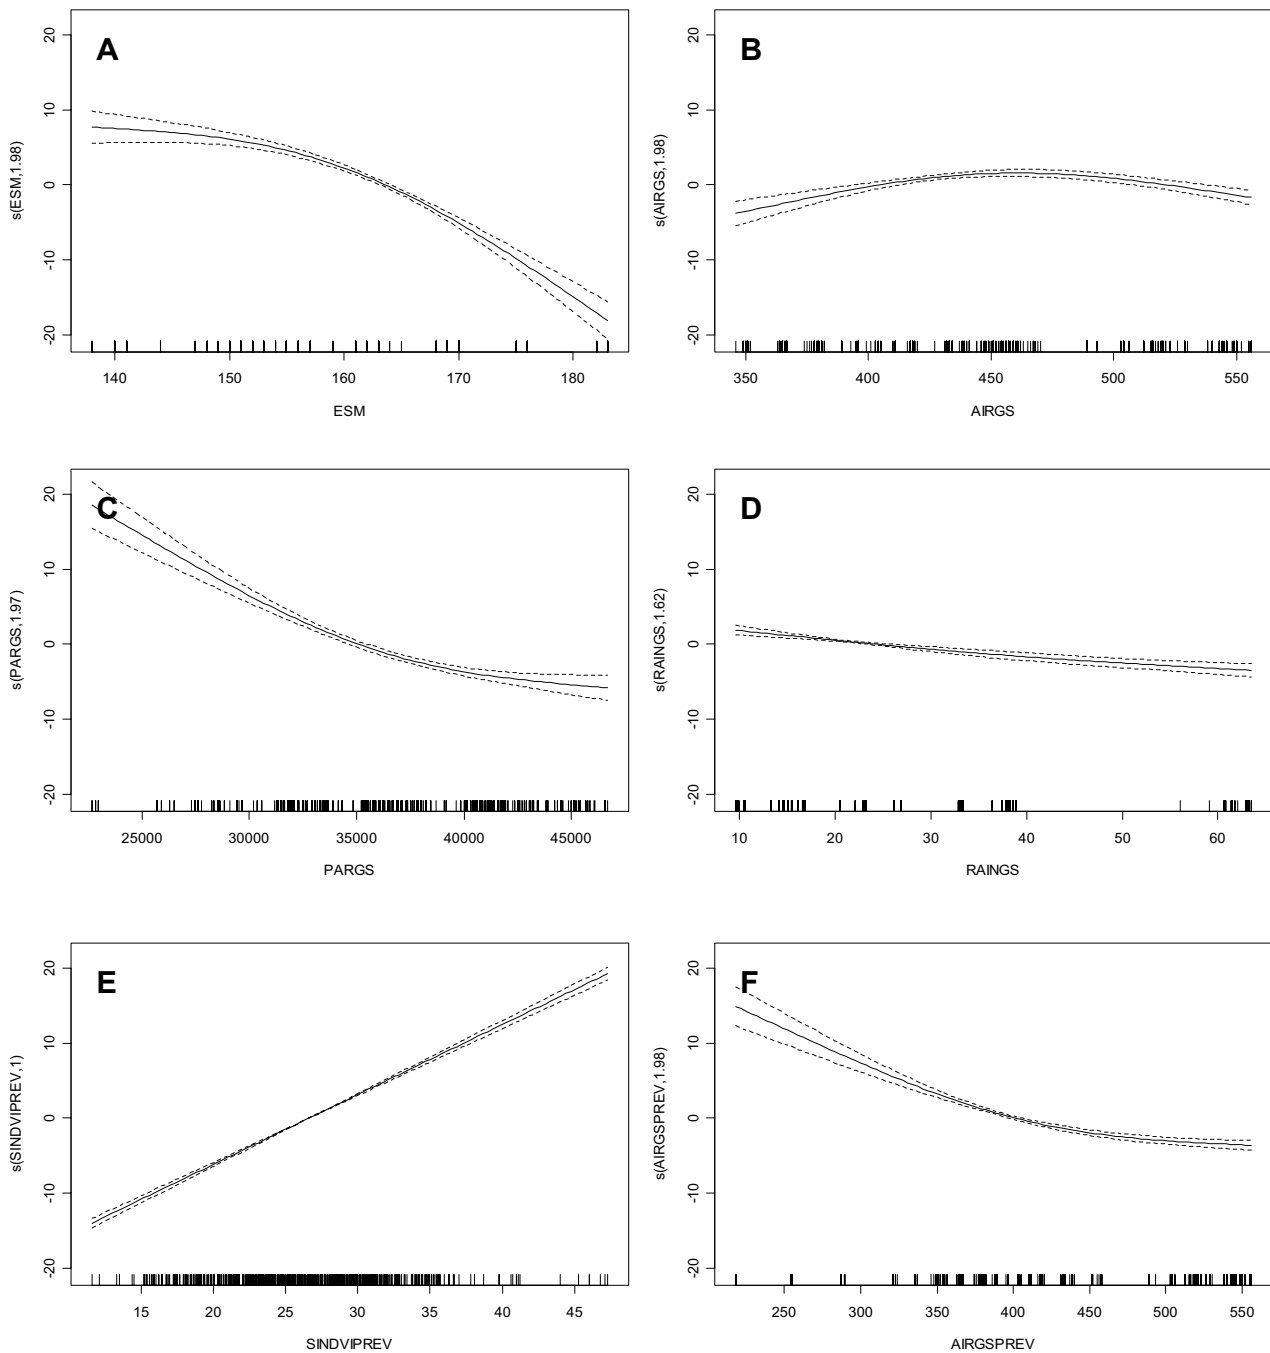 A
20
10
0
-10
-20
s(ESM,1.98)
140 150 160 170 180
ESM
B
20
10
0
-10
-20
s(AIRGS,1.98)
350 400 450 500 550
AIRGS
C
20
10
0
-10
-20
s(PARGS,1.97)
25000 30000 35000 40000 45000
PARGS
D
20
10
0
-10
-20
s(RAINGS,1.62)
10 20 30 40 50 60
RAINGS
E
20
10
0
-10
-20
s(SINDVIPREV,1)
15 20 25 30 35 40 45
SINDVIPREV
F
20
10
0
-10
-20
s(AIRGSPREV,1.98)
250 300 350 400 450 500 550
AIRGSPREV